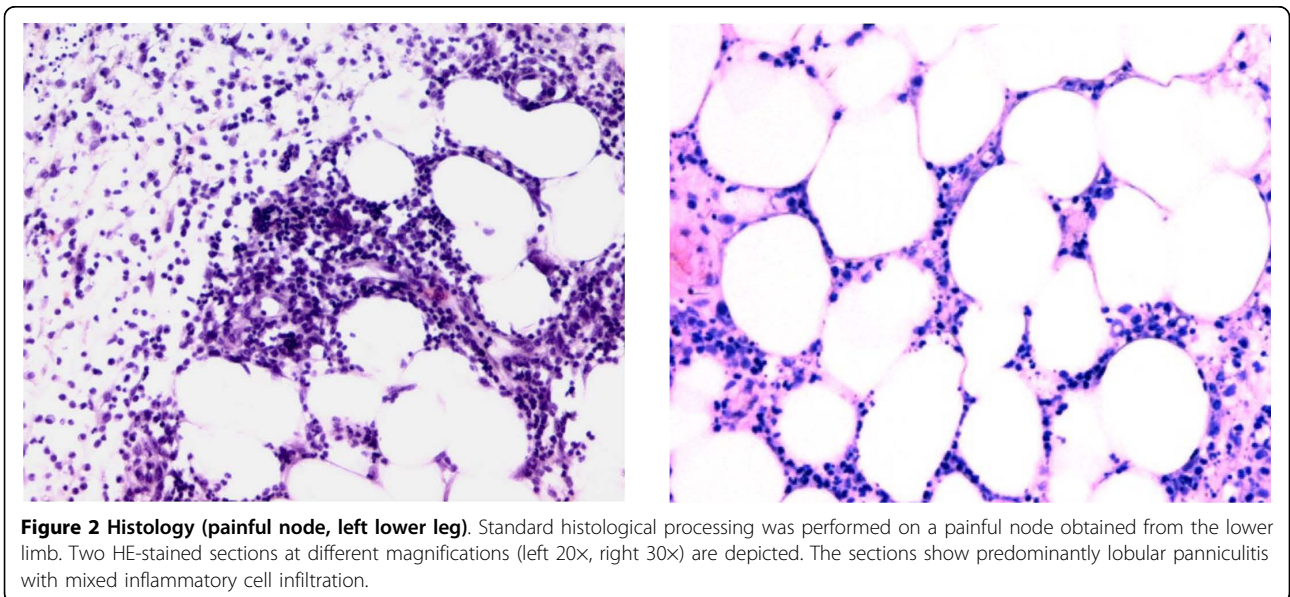 Figure 2 Histology (painful node, left lower leg). Standard histological processing was performed on a painful node obtained from the lower
limb. Two HE-stained sections at different magnifications (left 20×, right 30×) are depicted. The sections show predominantly lobular panniculitis
with mixed inflammatory cell infiltration.